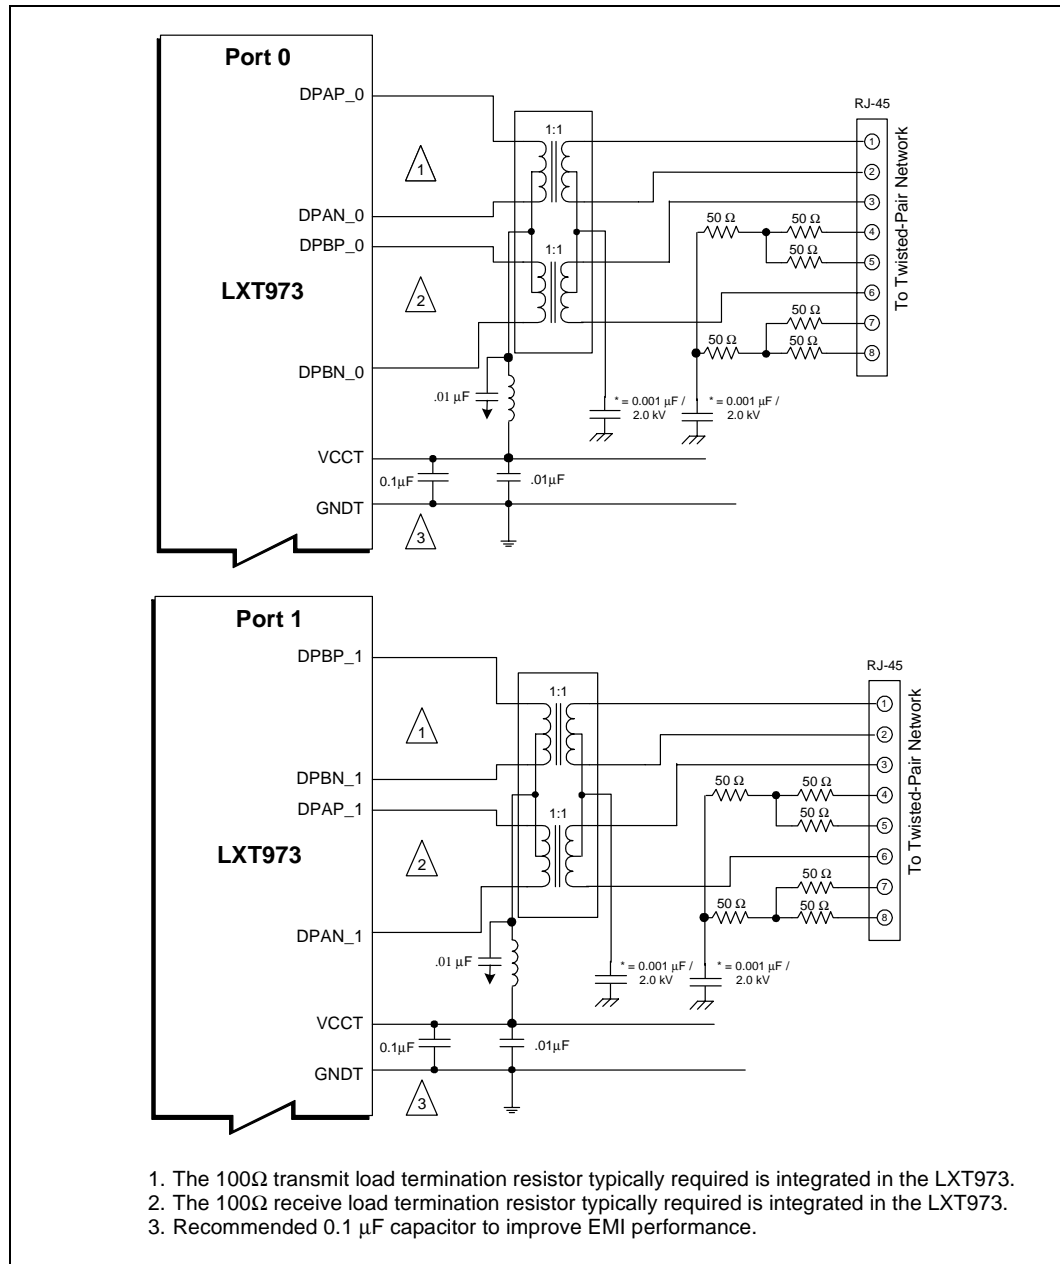 Port 0
DPAP_0
RJ-45
1:1
1
1
2
DPAN_0
3
50 Ω
50 Ω
4
DPBP_0
1:1
50 Ω
5
To Twisted-Pair Network
LXT973
2
6
50 Ω
7
50 Ω
50 Ω
8
DPBN_0
.01 μF
* = 0.001 μF /
2.0 kV
* = 0.001 μF /
2.0 kV
VCCT
0.1μF
.01μF
GNDT
3
Port 1
DPBP_1
RJ-45
1:1
1
1
2
DPBN_1
3
50 Ω
50 Ω
4
DPAP_1
1:1
50 Ω
5
To Twisted-Pair Network
LXT973
2
6
50 Ω
7
50 Ω
50 Ω
8
DPAN_1
.01 μF
* = 0.001 μF /
2.0 kV
* = 0.001 μF /
2.0 kV
VCCT
0.1μF
.01μF
GNDT
3
1. The 100Ω transmit load termination resistor typically required is integrated in the LXT973.
2. The 100Ω receive load termination resistor typically required is integrated in the LXT973.
3. Recommended 0.1 μF capacitor to improve EMI performance.